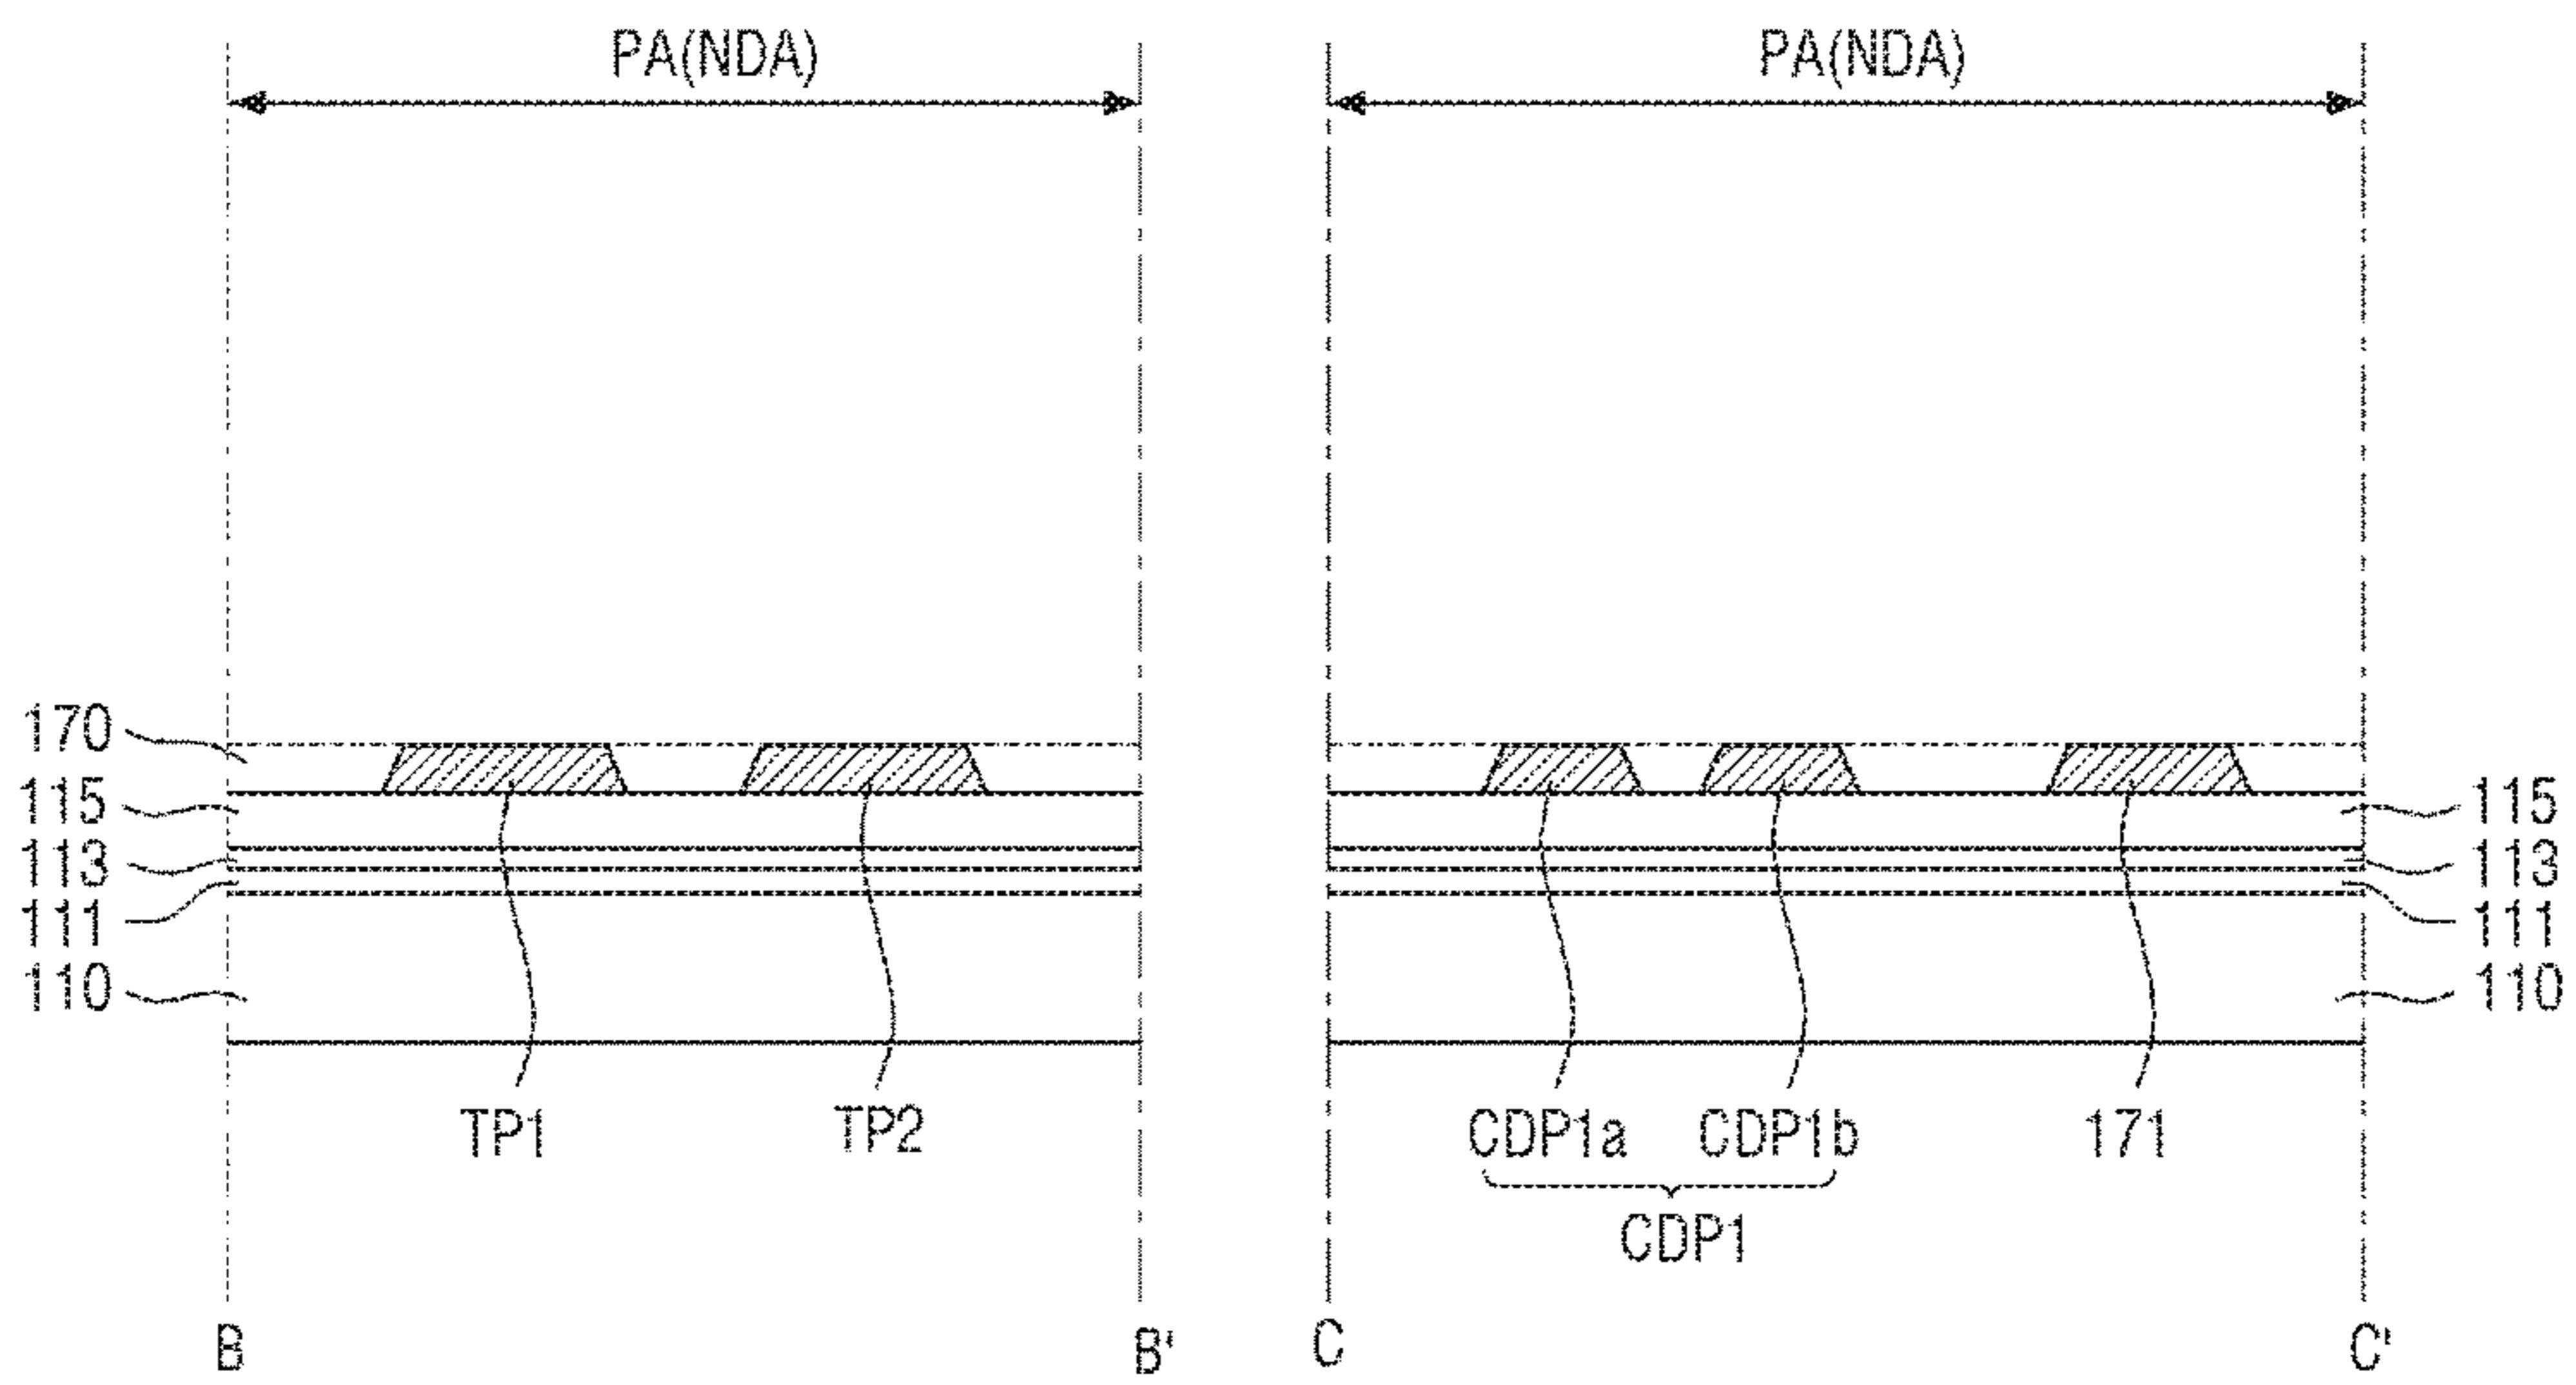 PA(NDA) PA(NDA)
170
115 115
113 113
111 111
110 110
TP1 TP2 CDP1a CDP1b 171
CDP1
B B' C C'